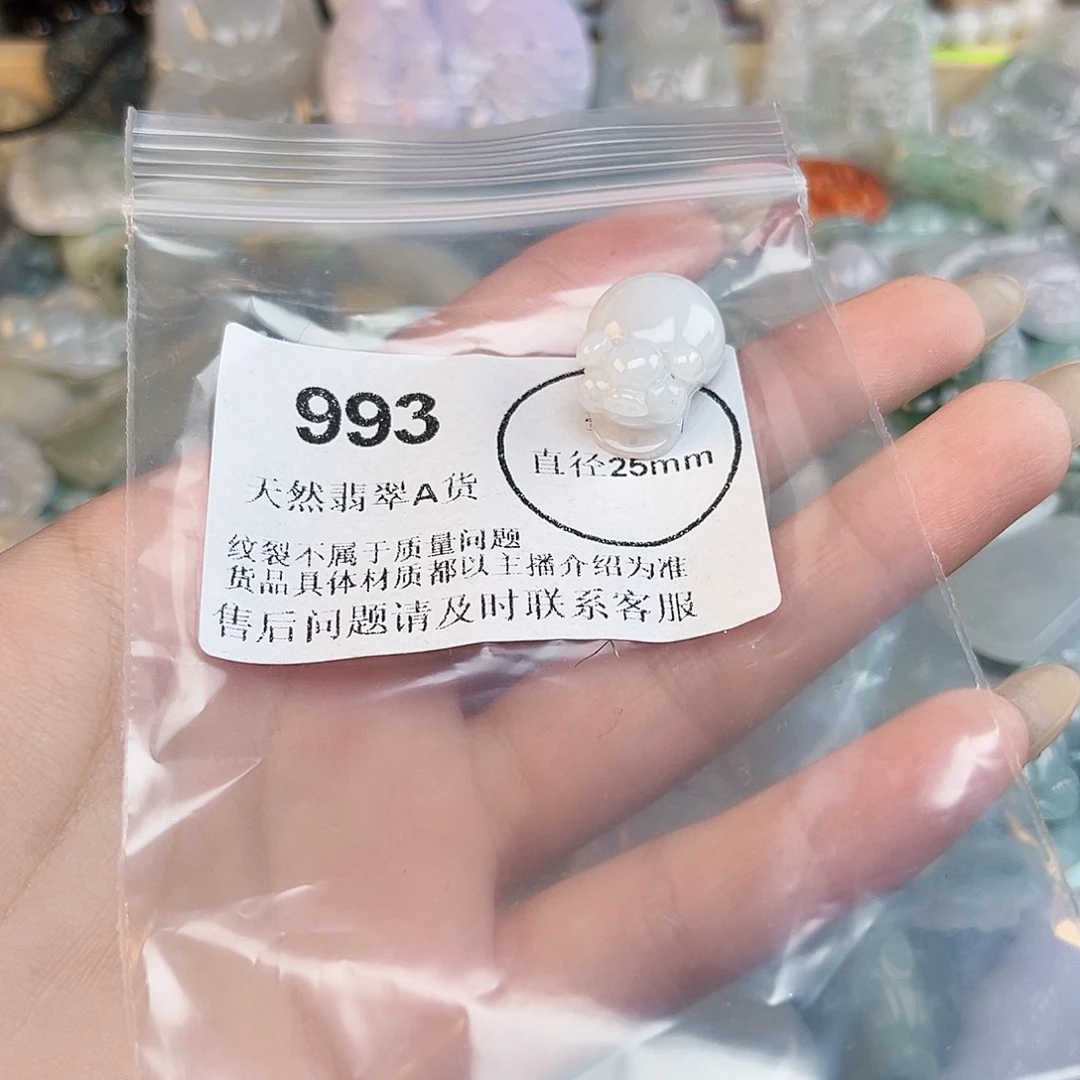 993
直径25mm
天然翡翠A货
纹裂不属于质量问题
货品具体材质都以主播介绍为准
售后问题请及时联系客服